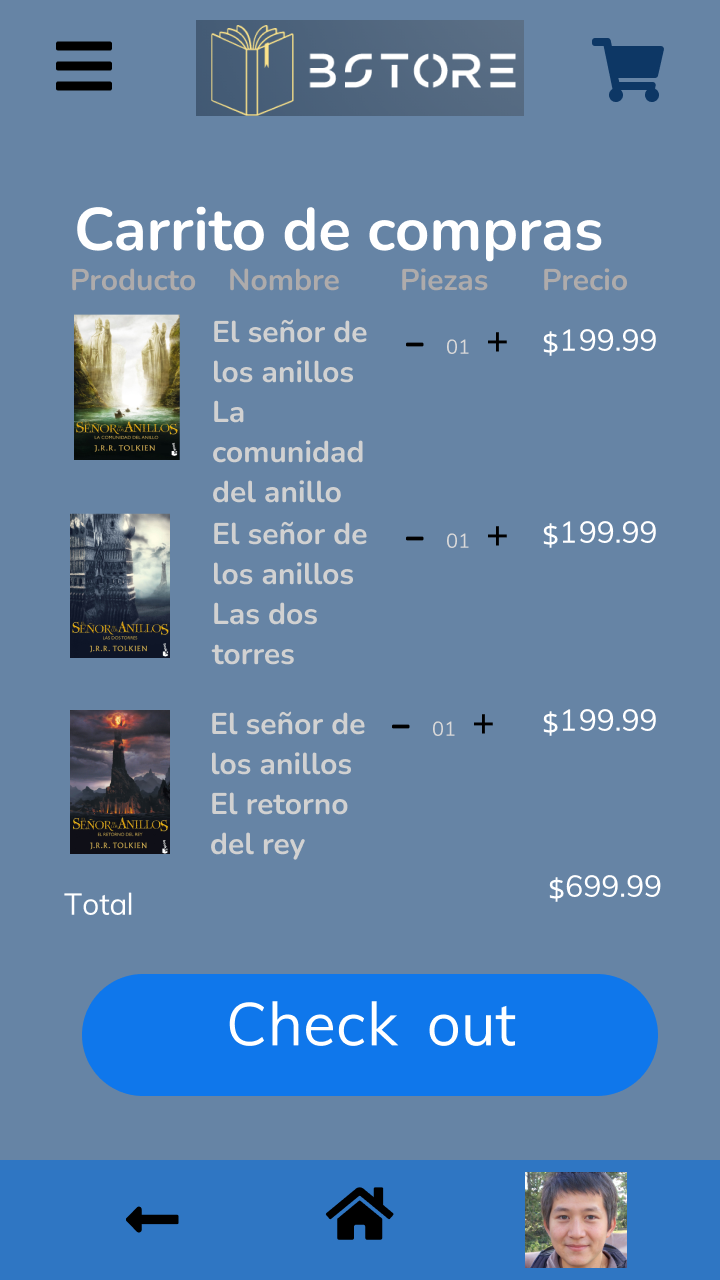 BSTORE
Carrito de compras
Producto Nombre Piezas Precio
SEÑOR DE LOS ANILLOS
LA COMUNIDAD DEL ANILLO
J.R.R. TOLKIEN
El señor de
los anillos
La
comunidad
del anillo
- 01 + $199.99
SEÑOR DE LOS ANILLOS
LAS DOS TORRES
J.R.R. TOLKIEN
El señor de
los anillos
Las dos
torres
- 01 + $199.99
SEÑOR DE LOS ANILLOS
EL RETORNO DEL REY
J.R.R. TOLKIEN
El señor de
los anillos
El retorno
del rey
- 01 + $199.99
Total $699.99
Check out